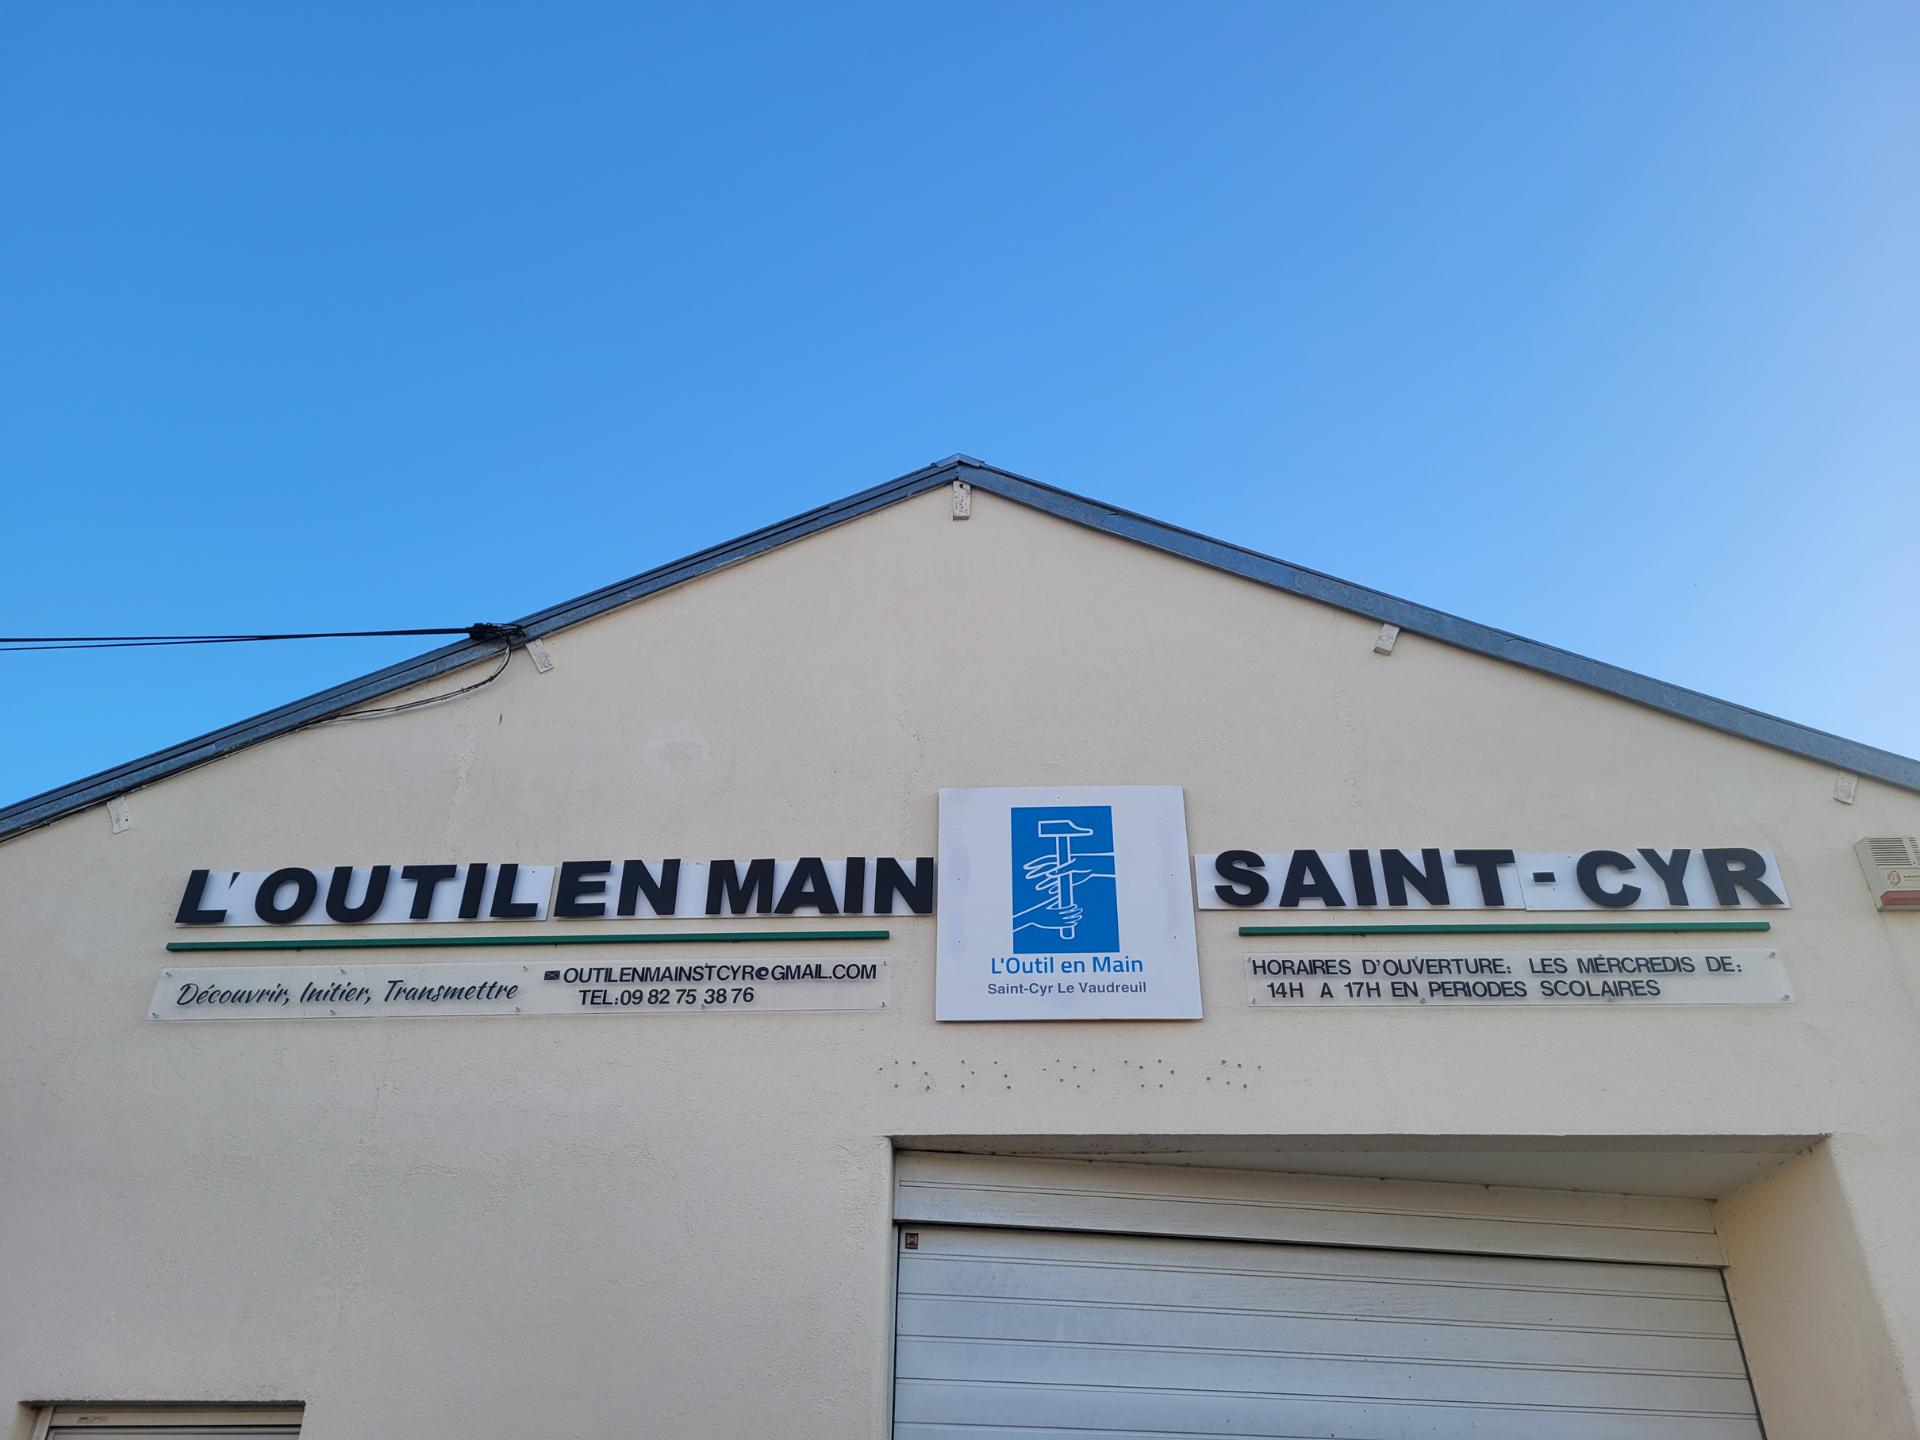 L'OUTIL EN MAIN
SAINT-CYR
Découvrir, Initier, Transmettre
OUTILENMAINSTCYR@GMAIL.COM
TEL:09 82 75 38 76
L'Outil en Main
Saint-Cyr Le Vaudreuil
HORAIRES D'OUVERTURE: LES MERCREDIS DE:
14H A 17H EN PERIODES SCOLAIRES